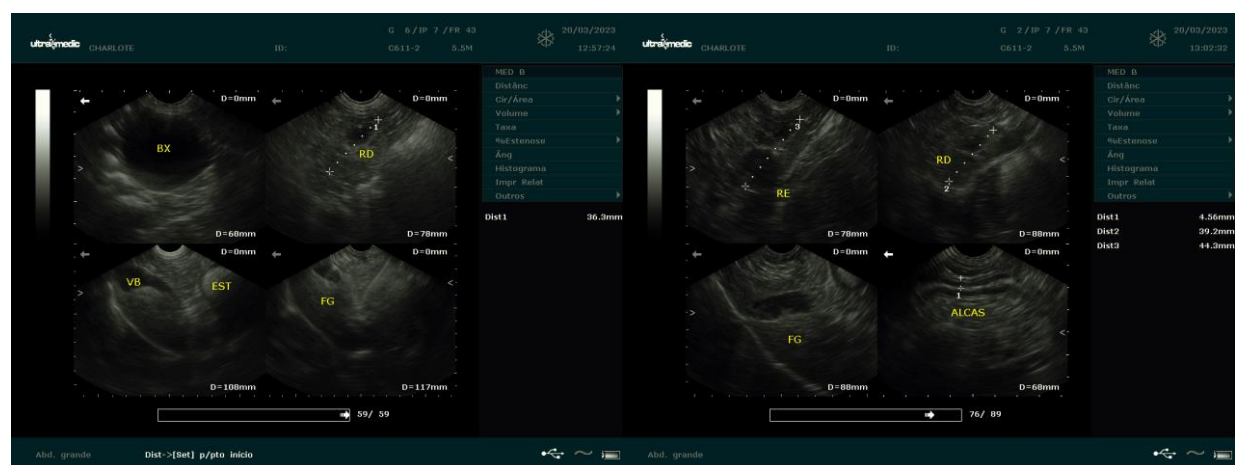 ultramedic CHARLOTE ID: G 6/IP 7 /FR 43 20/03/2023
C611-2 5.5M 12:57:24
MED B
Distânc
Cir/Área
Volume
Taxa
%Estenose
Âng
Histograma
Impr Relat
Outros
Dist1 36.3mm
D=0mm
BX
D=68mm
D=0mm
1
RD
D=78mm
D=0mm
VB
EST
D=108mm
D=0mm
FG
D=117mm
59/ 59
Abd. grande Dist->[Set] p/pto início
ultramedic CHARLOTE ID: G 2/IP 7 /FR 43 20/03/2023
C611-2 5.5M 13:02:32
MED B
Distânc
Cir/Área
Volume
Taxa
%Estenose
Âng
Histograma
Impr Relat
Outros
Dist1 4.56mm
Dist2 39.2mm
Dist3 44.3mm
D=0mm
3
RE
D=78mm
D=0mm
RD
2
D=88mm
FG
D=88mm
D=0mm
1
ALCAS
D=68mm
76/ 89
Abd. grande